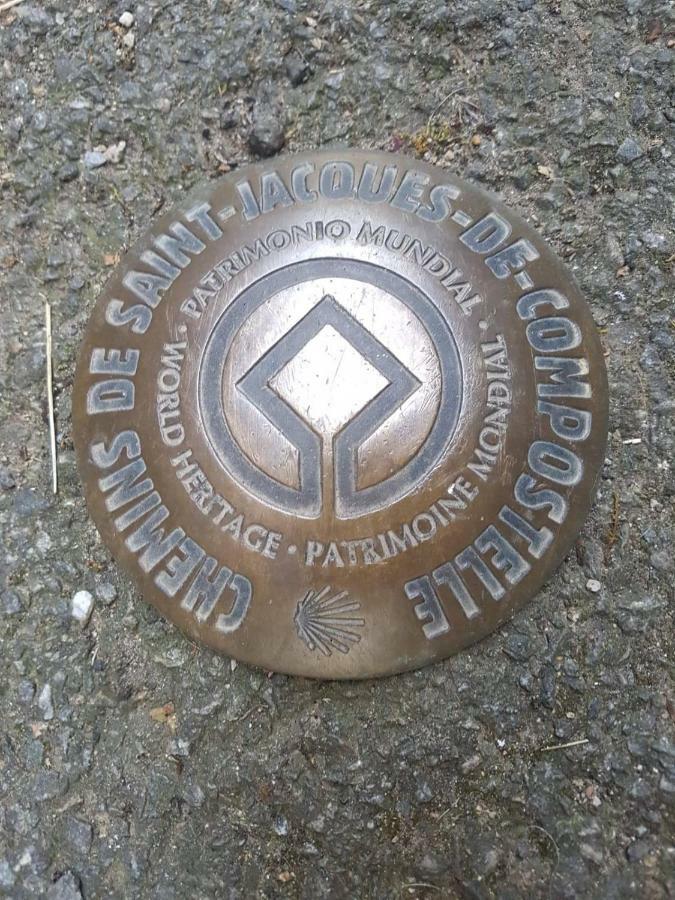 CHEMINS DE SAINT-JACQUES-DE-COMPOSTELLE
WORLD HERITAGE · PATRIMONIO MUNDIAL · PATRIMOINE MONDIAL ·